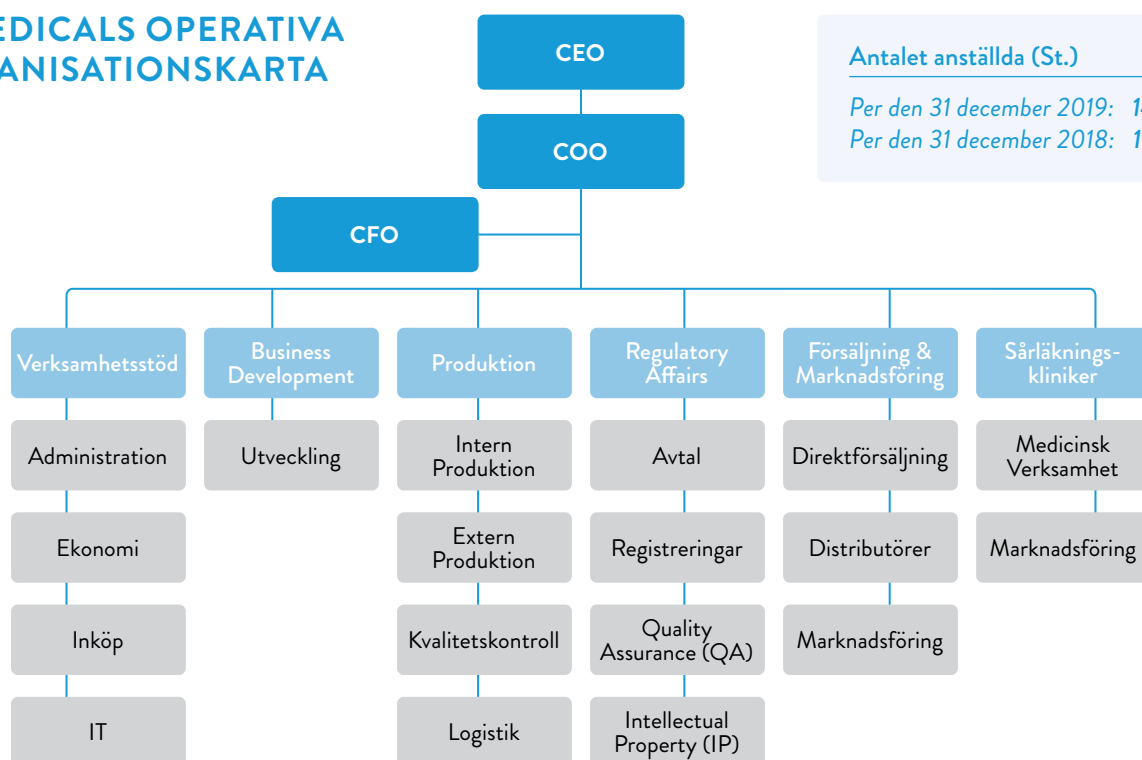 OPERATIVA
CEO
Antalet anställda (St.)
Per den 31 december 2019:
Per den 31 december 2018:
COO
CFO
Verksamhetsstöd
Business
Development
Produktion
Regulatory
Affairs
Försäljning &
Marknadsföring
Sårläknings-
kliniker
Administration
Utveckling
Intern
Produktion
Avtal
Direktförsäljning
Medicinsk
Verksamhet
Ekonomi
Extern
Produktion
Registreringar
Distributörer
Marknadsföring
Inköp
Kvalitetskontroll
Quality
Assurance (QA)
Marknadsföring
IT
Logistik
Intellectual
Property (IP)